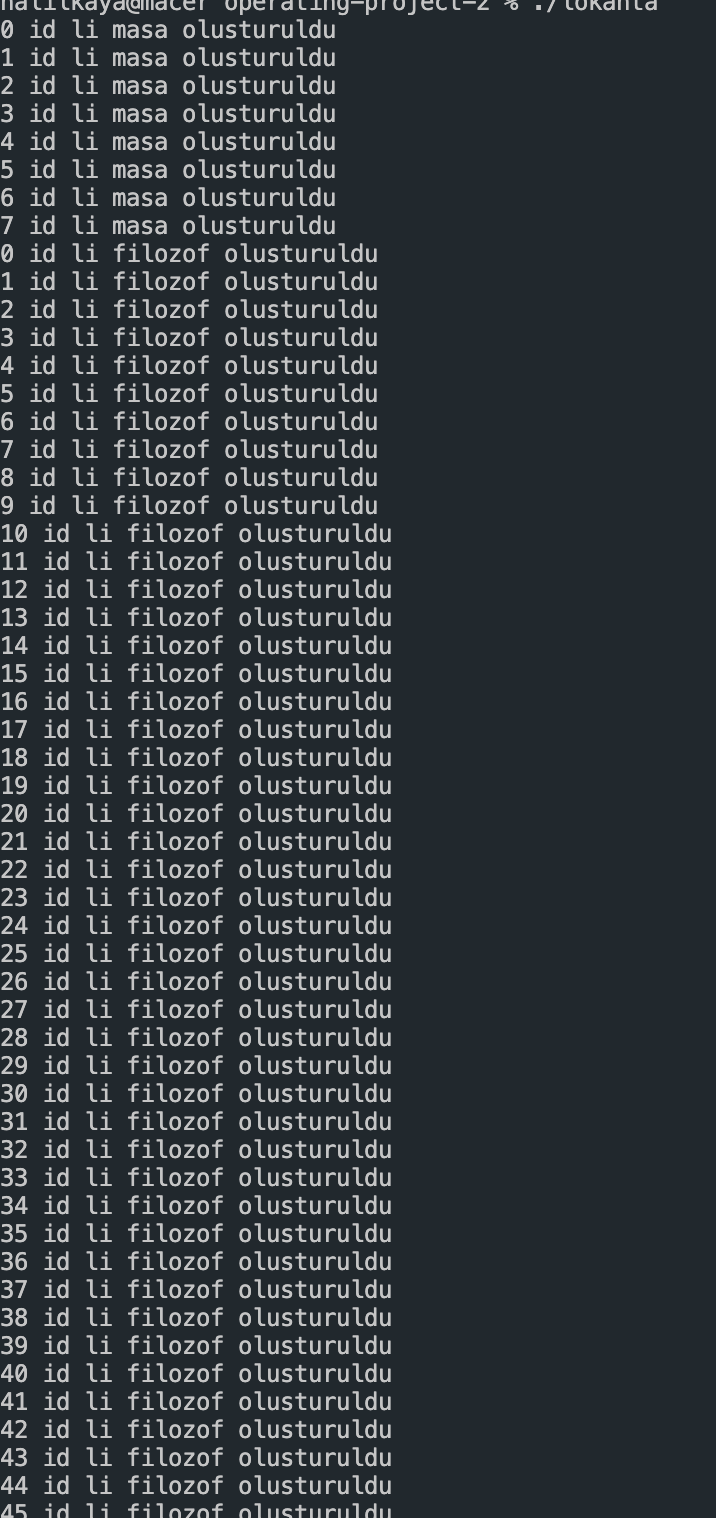 halilkaya@macer operating-project-2 % ./lokanta
0 id li masa olusturuldu
1 id li masa olusturuldu
2 id li masa olusturuldu
3 id li masa olusturuldu
4 id li masa olusturuldu
5 id li masa olusturuldu
6 id li masa olusturuldu
7 id li masa olusturuldu
0 id li filozof olusturuldu
1 id li filozof olusturuldu
2 id li filozof olusturuldu
3 id li filozof olusturuldu
4 id li filozof olusturuldu
5 id li filozof olusturuldu
6 id li filozof olusturuldu
7 id li filozof olusturuldu
8 id li filozof olusturuldu
9 id li filozof olusturuldu
10 id li filozof olusturuldu
11 id li filozof olusturuldu
12 id li filozof olusturuldu
13 id li filozof olusturuldu
14 id li filozof olusturuldu
15 id li filozof olusturuldu
16 id li filozof olusturuldu
17 id li filozof olusturuldu
18 id li filozof olusturuldu
19 id li filozof olusturuldu
20 id li filozof olusturuldu
21 id li filozof olusturuldu
22 id li filozof olusturuldu
23 id li filozof olusturuldu
24 id li filozof olusturuldu
25 id li filozof olusturuldu
26 id li filozof olusturuldu
27 id li filozof olusturuldu
28 id li filozof olusturuldu
29 id li filozof olusturuldu
30 id li filozof olusturuldu
31 id li filozof olusturuldu
32 id li filozof olusturuldu
33 id li filozof olusturuldu
34 id li filozof olusturuldu
35 id li filozof olusturuldu
36 id li filozof olusturuldu
37 id li filozof olusturuldu
38 id li filozof olusturuldu
39 id li filozof olusturuldu
40 id li filozof olusturuldu
41 id li filozof olusturuldu
42 id li filozof olusturuldu
43 id li filozof olusturuldu
44 id li filozof olusturuldu
45 id li filozof olusturuldu